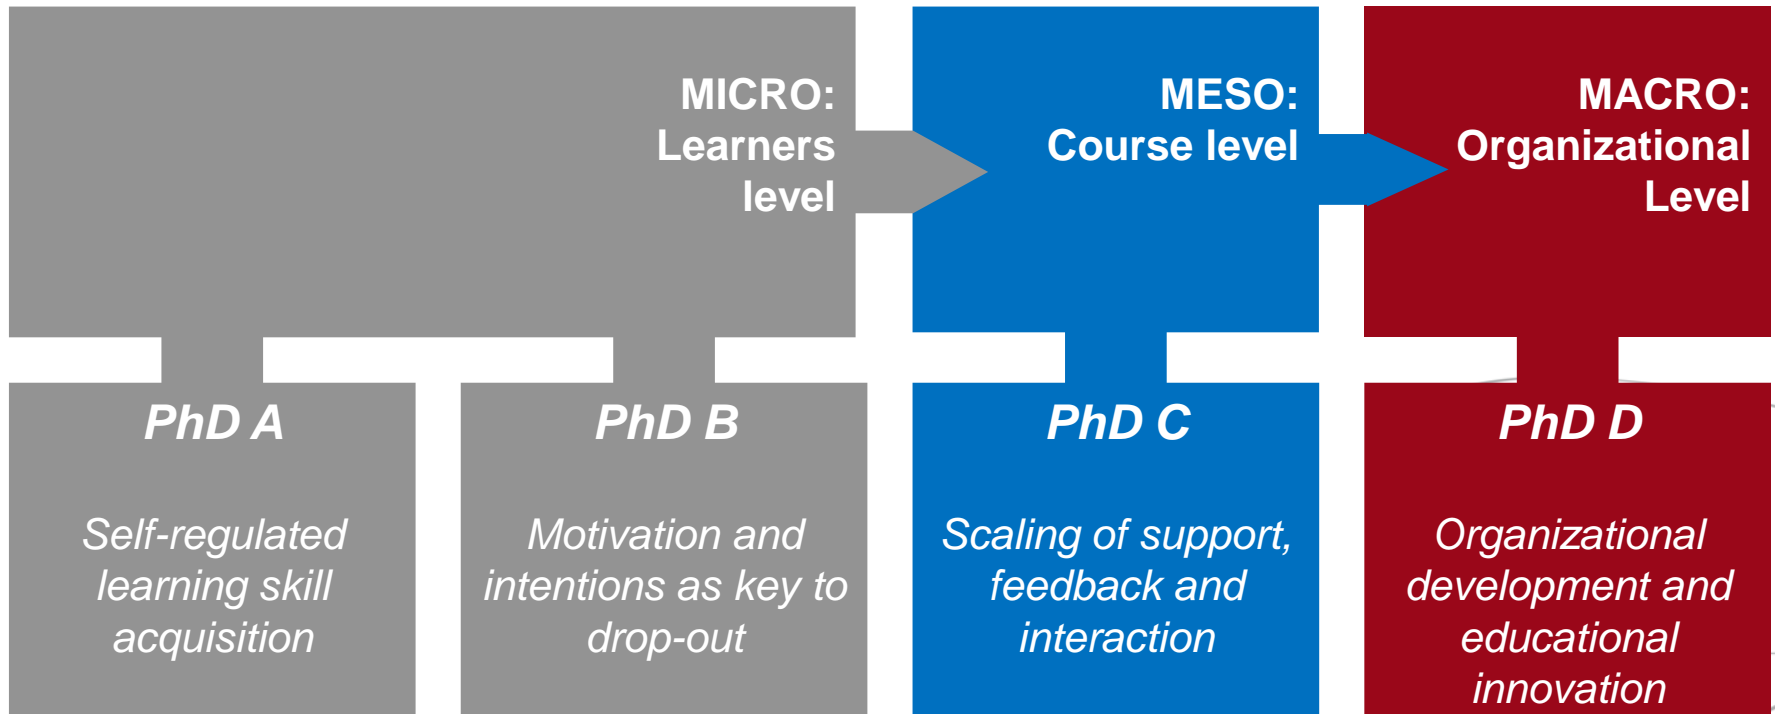 MICRO:
Learners
level
MESO:
Course level
MACRO:
Organizational
Level
PhD A
Self-regulated
learning skill
acquisition
PhD B
Motivation and
intentions as key to
drop-out
PhD C
Scaling of support,
feedback and
interaction
PhD D
Organizational
development and
educational
innovation